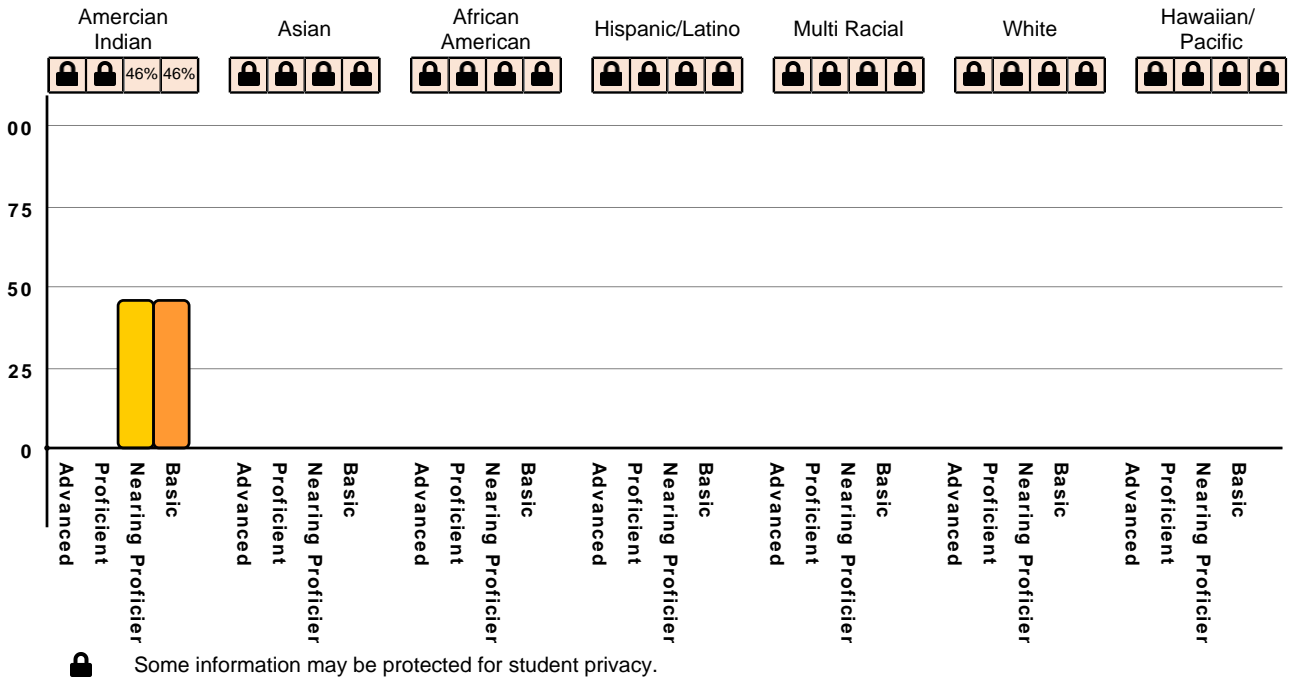 Amercian
Indian
Asian
African
American
Hispanic/Latino
Multi Racial
White
Hawaiian/
Pacific
46% 46%
00
75
50
25
0
Advanced
Proficient
Nearing Proficier
Basic
Advanced
Proficient
Nearing Proficier
Basic
Advanced
Proficient
Nearing Proficier
Basic
Advanced
Proficient
Nearing Proficier
Basic
Advanced
Proficient
Nearing Proficier
Basic
Advanced
Proficient
Nearing Proficier
Basic
Advanced
Proficient
Nearing Proficier
Basic
Some information may be protected for student privacy.